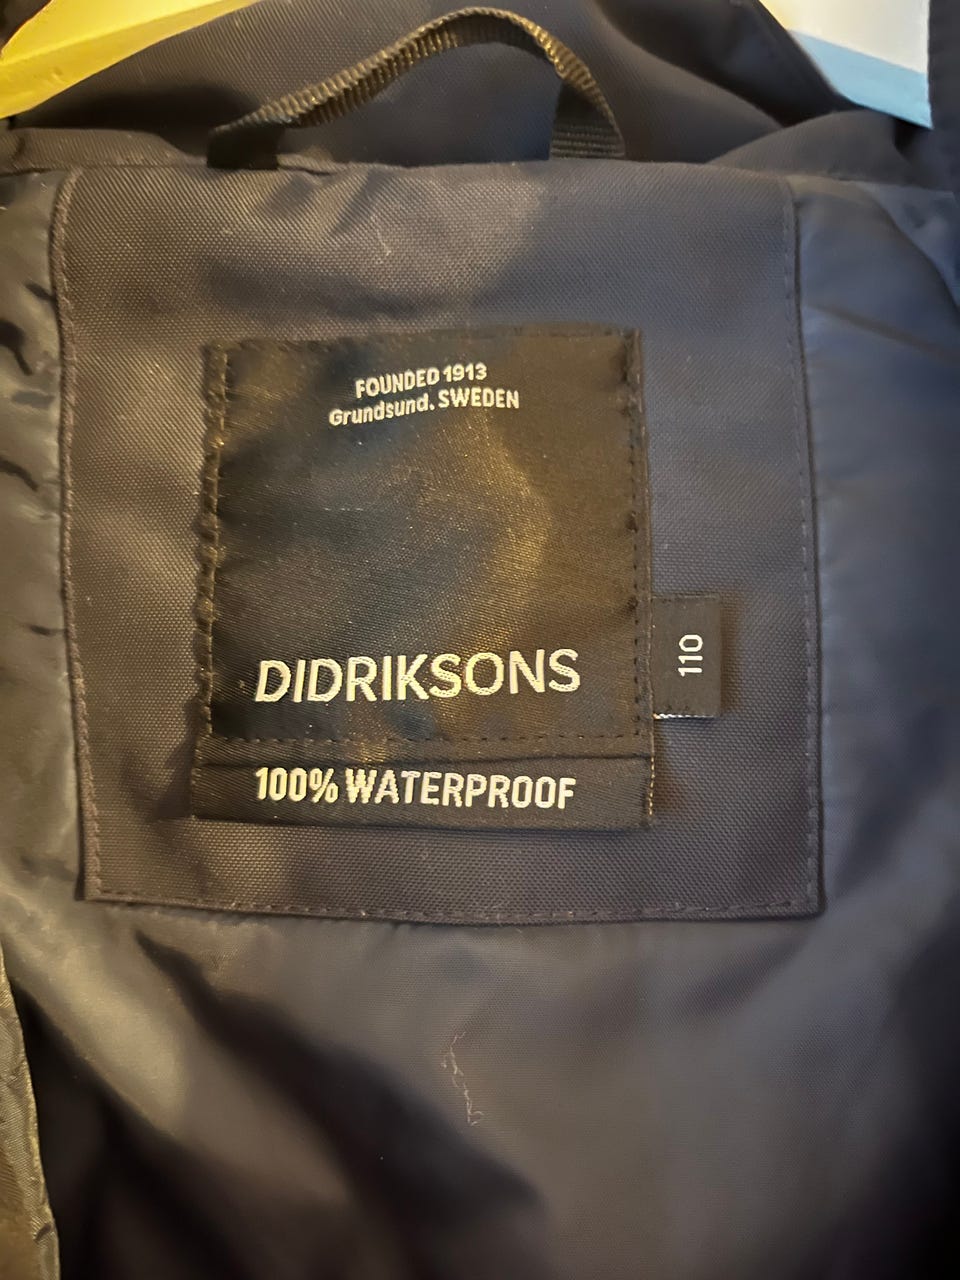 FOUNDED 1913
Grundsund. SWEDEN
DIDRIKSONS
110
100% WATERPROOF